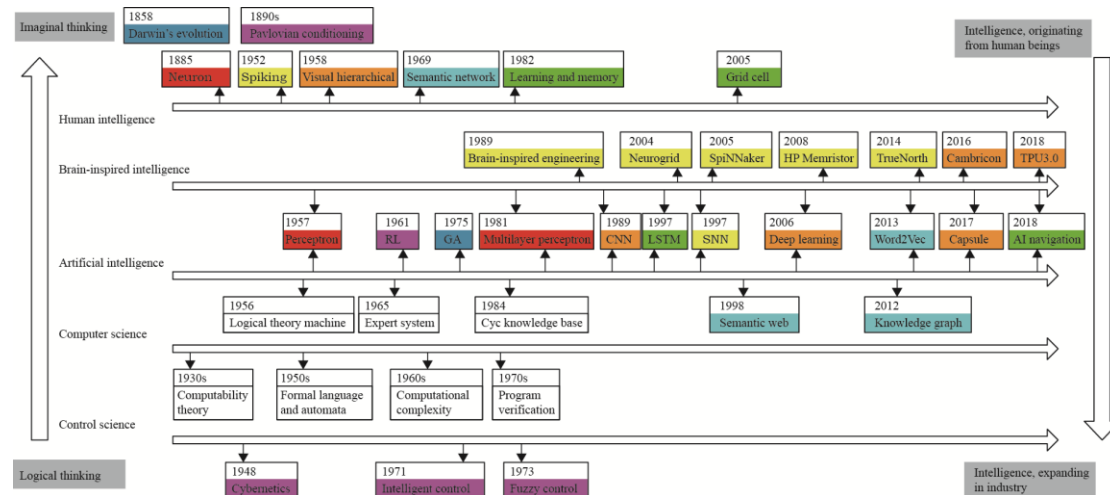 Imaginal thinking
1858
Darwin's evolution
1890s
Pavlovian conditioning
Intelligence, originating
from human beings
1885
Neuron
1952
Spiking
1958
Visual hierarchical
1969
Semantic network
1982
Learning and memory
2005
Grid cell
Human intelligence
1989
Brain-inspired engineering
2004
Neurogrid
2005
SpiNNaker
2008
HP Memristor
2014
TrueNorth
2016
Cambricon
2018
TPU3.0
Brain-inspired intelligence
1957
Perceptron
1961
RL
1975
GA
1981
Multilayer perceptron
1989
CNN
1997
LSTM
1997
SNN
2006
Deep learning
2013
Word2Vec
2017
Capsule
2018
AI navigation
Artificial intelligence
1956
Logical theory machine
1965
Expert system
1984
Cyc knowledge base
1998
Semantic web
2012
Knowledge graph
Computer science
1930s
Computability
theory
1950s
Formal language
and automata
1960s
Computational
complexity
1970s
Program
verification
Control science
Logical thinking
1948
Cybernetics
1971
Intelligent control
1973
Fuzzy control
Intelligence, expanding
in industry